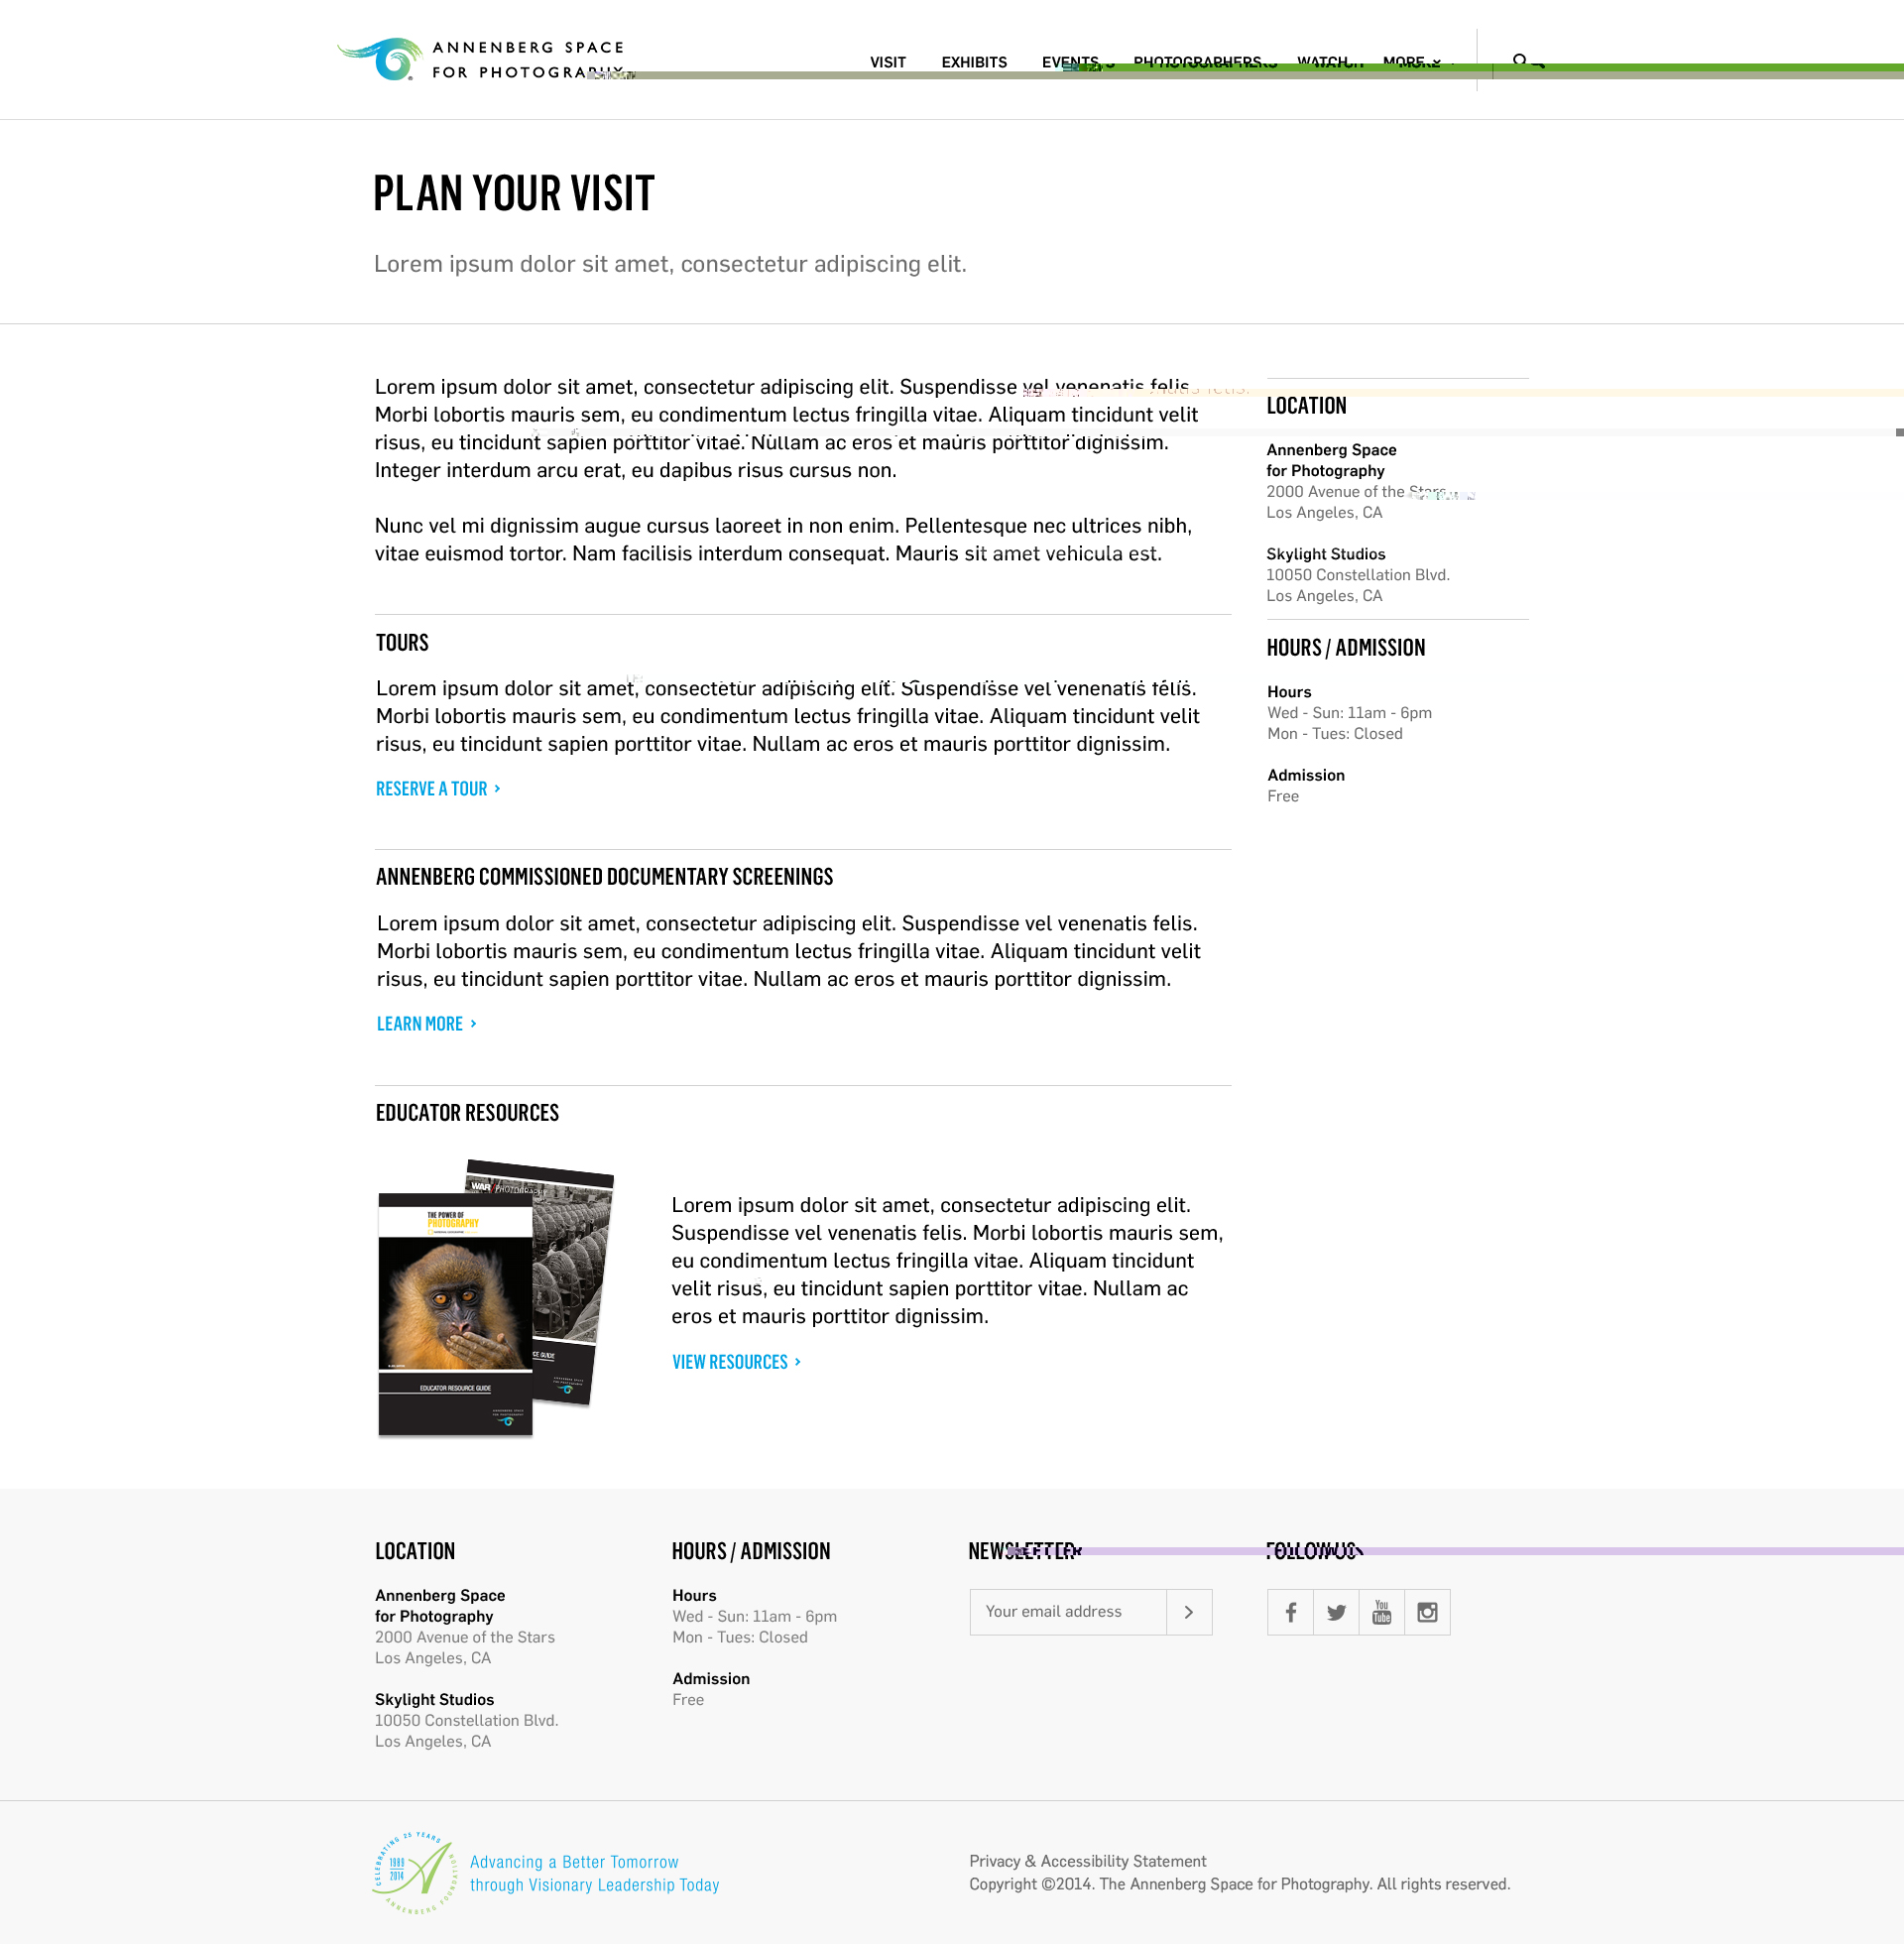 ANNENBERG SPACE
FOR PHOTOGRAPHY
VISIT EXHIBITS EVENTS PHOTOGRAPHERS WATCH MORE
PLAN YOUR VISIT
Lorem ipsum dolor sit amet, consectetur adipiscing elit.
Lorem ipsum dolor sit amet, consectetur adipiscing elit. Suspendisse vel venenatis felis.
Morbi lobortis mauris sem, eu condimentum lectus fringilla vitae. Aliquam tincidunt velit
risus, eu tincidunt sapien porttitor vitae. Nullam ac eros et mauris porttitor dignissim.
Integer interdum arcu erat, eu dapibus risus cursus non.
Nunc vel mi dignissim augue cursus laoreet in non enim. Pellentesque nec ultrices nibh,
vitae euismod tortor. Nam facilisis interdum consequat. Mauris sit amet vehicula est.
TOURS
Lorem ipsum dolor sit amet, consectetur adipiscing elit. Suspendisse vel venenatis felis.
Morbi lobortis mauris sem, eu condimentum lectus fringilla vitae. Aliquam tincidunt velit
risus, eu tincidunt sapien porttitor vitae. Nullam ac eros et mauris porttitor dignissim.
RESERVE A TOUR >
ANNENBERG COMMISSIONED DOCUMENTARY SCREENINGS
Lorem ipsum dolor sit amet, consectetur adipiscing elit. Suspendisse vel venenatis felis.
Morbi lobortis mauris sem, eu condimentum lectus fringilla vitae. Aliquam tincidunt velit
risus, eu tincidunt sapien porttitor vitae. Nullam ac eros et mauris porttitor dignissim.
LEARN MORE >
EDUCATOR RESOURCES
WAR/PHOTOGRAPHY
THE POWER OF
PHOTOGRAPHY
EDUCATOR RESOURCE GUIDE
Lorem ipsum dolor sit amet, consectetur adipiscing elit.
Suspendisse vel venenatis felis. Morbi lobortis mauris sem,
eu condimentum lectus fringilla vitae. Aliquam tincidunt
velit risus, eu tincidunt sapien porttitor vitae. Nullam ac
eros et mauris porttitor dignissim.
VIEW RESOURCES >
LOCATION
Annenberg Space
for Photography
2000 Avenue of the Stars
Los Angeles, CA
Skylight Studios
10050 Constellation Blvd.
Los Angeles, CA
HOURS / ADMISSION
Hours
Wed - Sun: 11am - 6pm
Mon - Tues: Closed
Admission
Free
LOCATION
Annenberg Space
for Photography
2000 Avenue of the Stars
Los Angeles, CA
Skylight Studios
10050 Constellation Blvd.
Los Angeles, CA
HOURS / ADMISSION
Hours
Wed - Sun: 11am - 6pm
Mon - Tues: Closed
Admission
Free
NEWSLETTER
Your email address
FOLLOW US
You
Tube
CELEBRATING 25 YEARS
1989
2014
ANNENBERG FOUNDATION
Advancing a Better Tomorrow
through Visionary Leadership Today
Privacy & Accessibility Statement
Copyright ©2014. The Annenberg Space for Photography. All rights reserved.